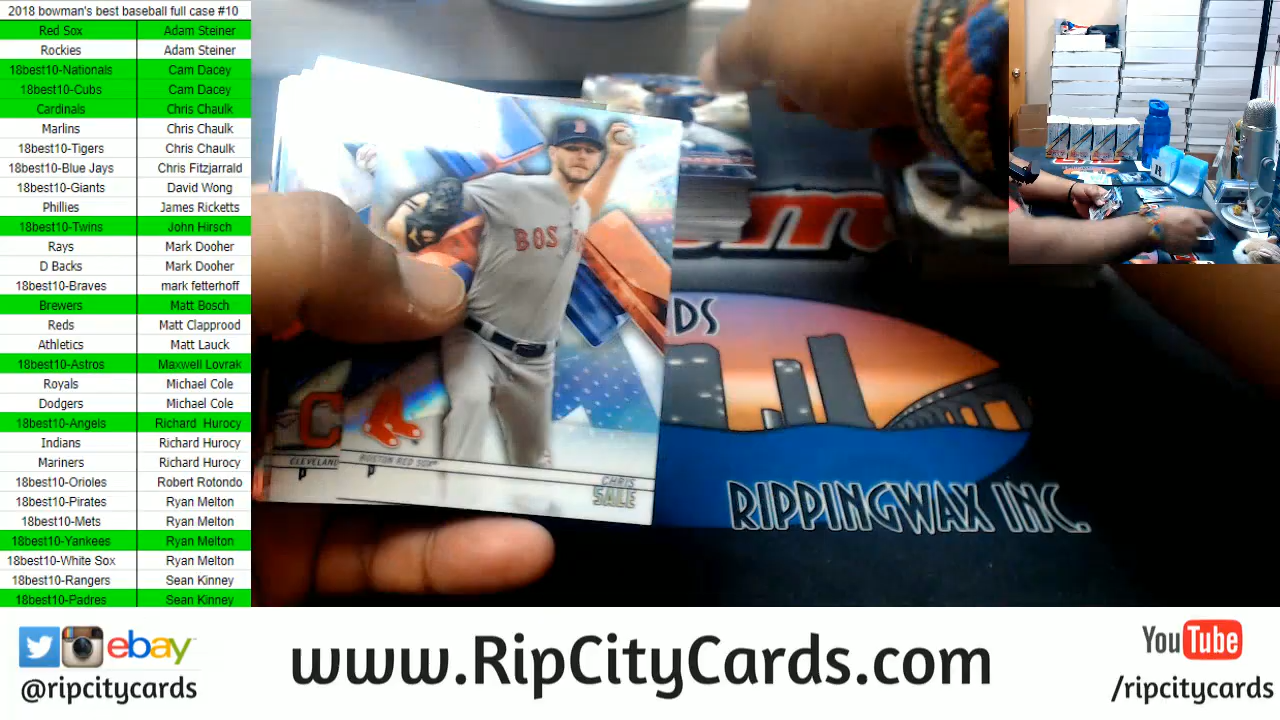 2018 bowman's best baseball full case #10
Red Sox Adam Steiner
Rockies Adam Steiner
18best10-Nationals Cam Dacey
18best10-Cubs Cam Dacey
Cardinals Chris Chaulk
Marlins Chris Chaulk
18best10-Tigers Chris Chaulk
18best10-Blue Jays Chris Fitzjarrald
18best10-Giants David Wong
Phillies James Ricketts
18best10-Twins John Hirsch
Rays Mark Dooher
D Backs Mark Dooher
18best10-Braves mark fetterhoff
Brewers Matt Bosch
Reds Matt Clapprood
Athletics Matt Lauck
18best10-Astros Maxwell Lovrak
Royals Michael Cole
Dodgers Michael Cole
18best10-Angels Richard Hurocy
Indians Richard Hurocy
Mariners Richard Hurocy
18best10-Orioles Robert Rotondo
18best10-Pirates Ryan Melton
18best10-Mets Ryan Melton
18best10-Yankees Ryan Melton
18best10-White Sox Ryan Melton
18best10-Rangers Sean Kinney
18best10-Padres Sean Kinney
B
BOS
C
CLEVELAND
P
BOSTON RED SOX
P
CHRIS
SALE
DS
RIPPINGWAX INC.
ebay
@ripcitycards
www.RipCityCards.com
YouTube
/ripcitycards